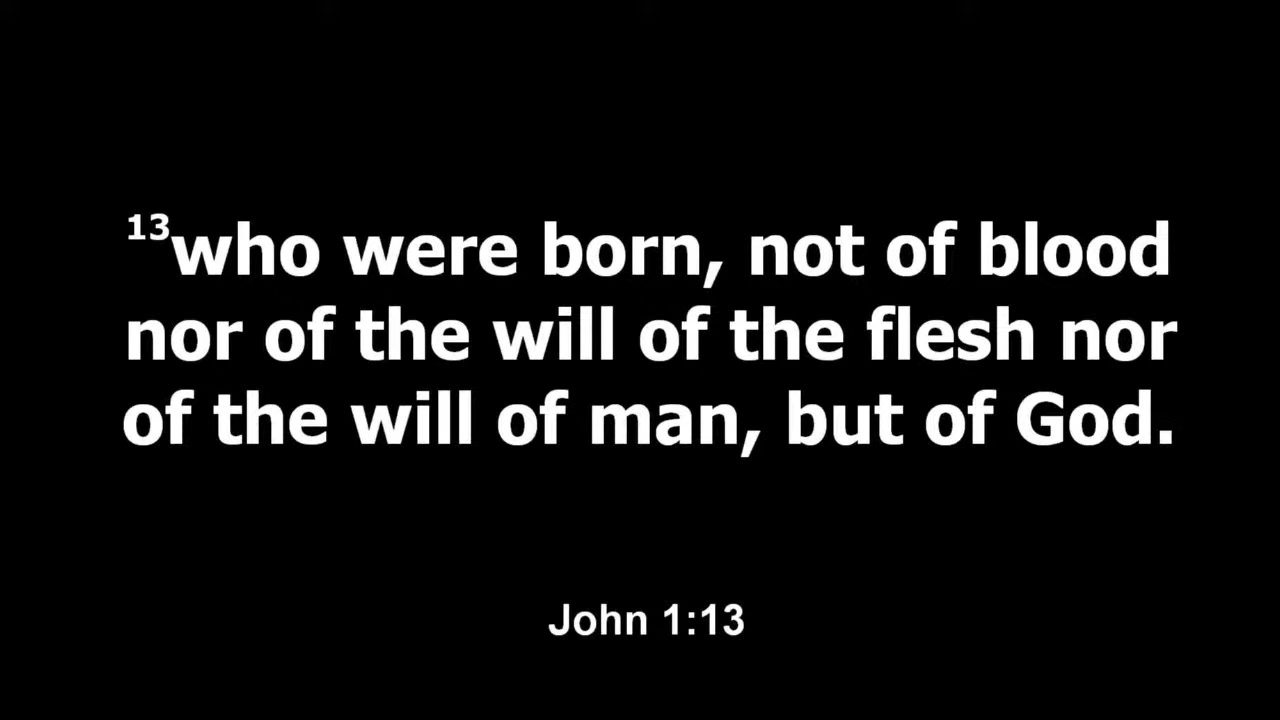 13who were born, not of blood
nor of the will of the flesh nor
of the will of man, but of God.
John 1:13